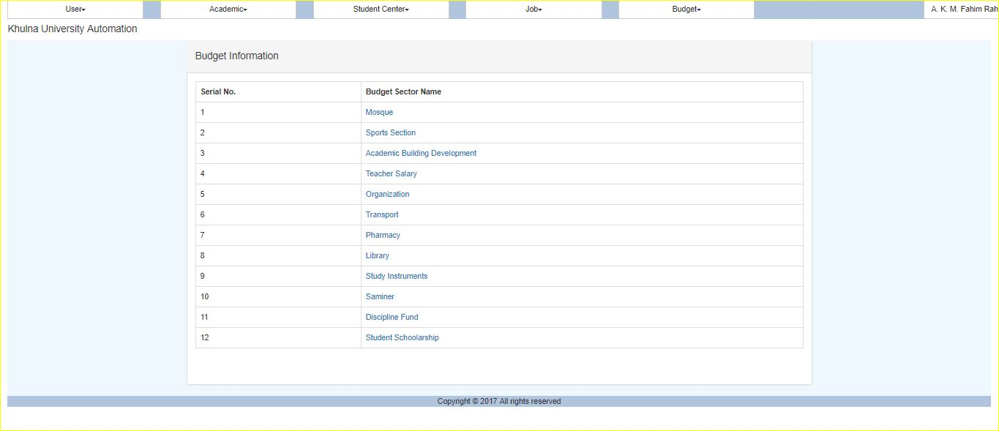 User Academic Student Center Job Budget A. K. M. Fahim Rah
Khulna University Automation
Budget Information
Serial No. Budget Sector Name
1 Mosque
2 Sports Section
3 Academic Building Development
4 Teacher Salary
5 Organization
6 Transport
7 Pharmacy
8 Library
9 Study Instruments
10 Saminer
11 Discipline Fund
12 Student Schoolarship
Copyright © 2017 All rights reserved